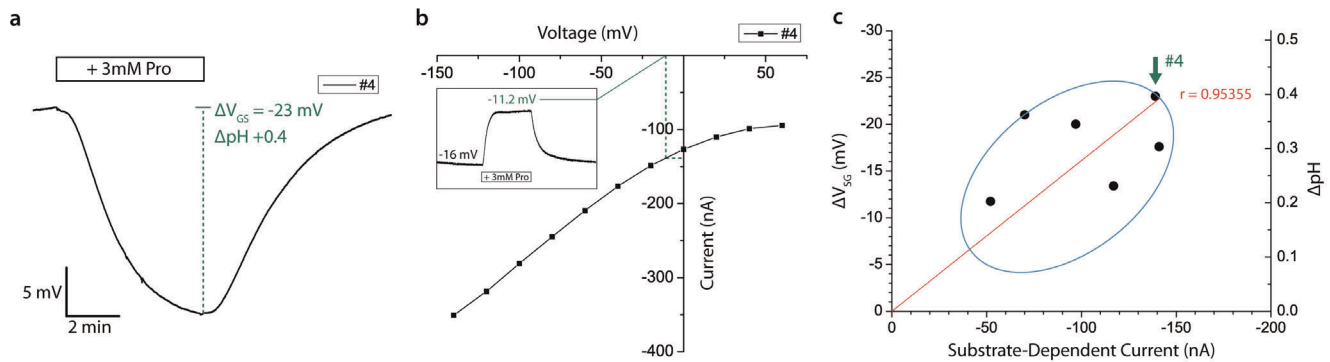 a
+ 3mM Pro
#4
ΔV_GS = -23 mV
ΔpH +0.4
5 mV
2 min
b
Voltage (mV)
#4
-150 -100 -50 0 50
-11.2 mV
-16 mV
+ 3mM Pro
-100
-200
-300
-400
Current (nA)
c
#4
r = 0.95355
-30
-25
-20
-15
-10
-5
0
ΔV_SG (mV)
0.5
0.4
0.3
0.2
0.1
0.0
ΔpH
0 -50 -100 -150 -200
Substrate-Dependent Current (nA)